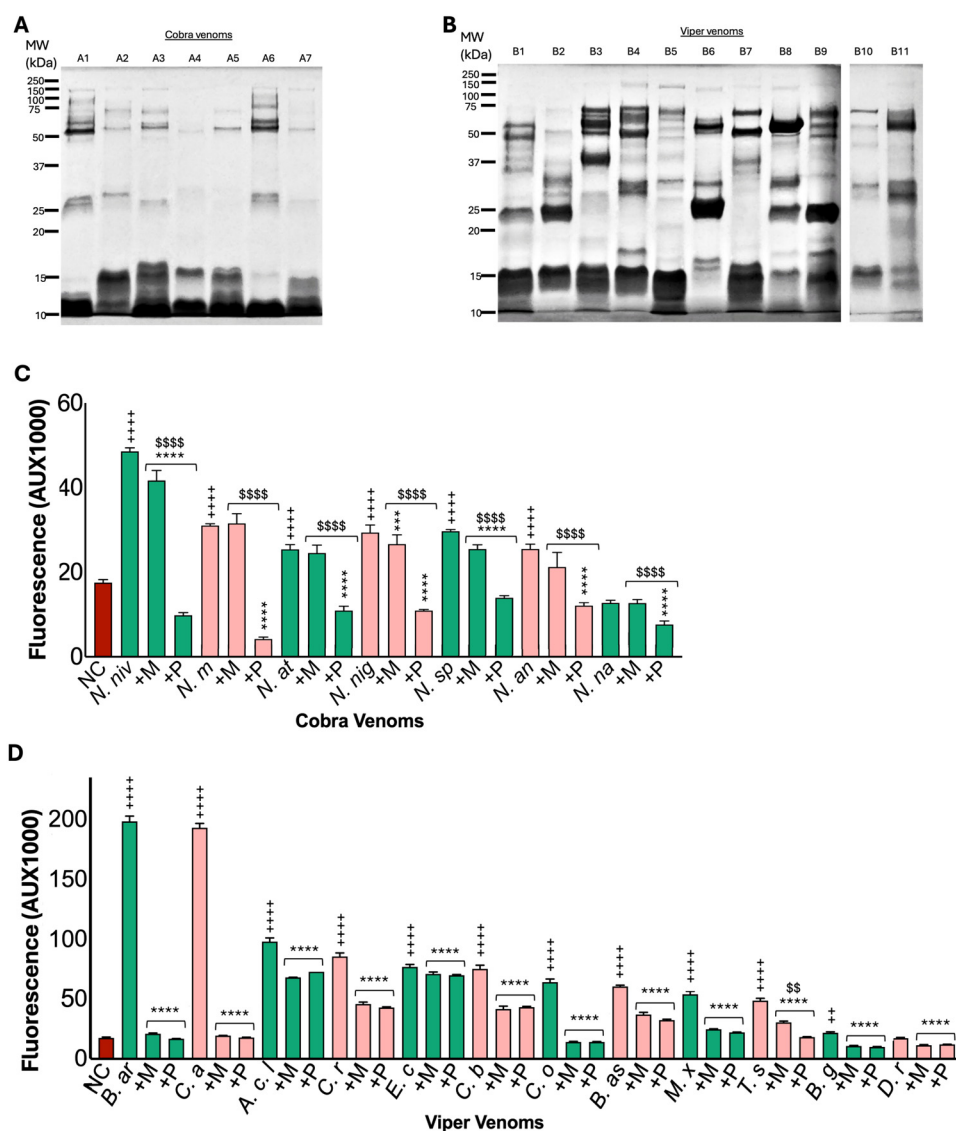 A
Cobra venoms
MW
(kDa)
A1 A2 A3 A4 A5 A6 A7
250
150
100
75
50
37
25
20
15
10
B
Viper venoms
MW
(kDa)
B1 B2 B3 B4 B5 B6 B7 B8 B9 B10 B11
250
150
100
75
50
37
25
20
15
10
C
Fluorescence (AUX1000)
60
40
20
0
++++ $$$$ ****
++++ $$$$ ****
++++ $$$$ ****
++++ *** $$$$ ****
++++ $$$$ ****
++++ $$$$ ****
$$$$ ****
NC N. niv +M +P N. m +M +P N. at +M +P N. nig +M +P N. sp +M +P N. an +M +P N. na +M +P
Cobra Venoms
D
Fluorescence (AUX1000)
200
150
100
50
0
++++ ****
++++ ****
++++ ****
++++ ****
++++ ****
++++ ****
++++ ****
++++ ****
++++ ****
++++ $$ ****
++ ****
****
NC B. ar +M +P C. a +M +P A. c. l +M +P C. r +M +P E. c +M +P C. b +M +P C. o +M +P B. as +M +P M. x +M +P T. s +M +P B. g +M +P D. r +M +P
Viper Venoms